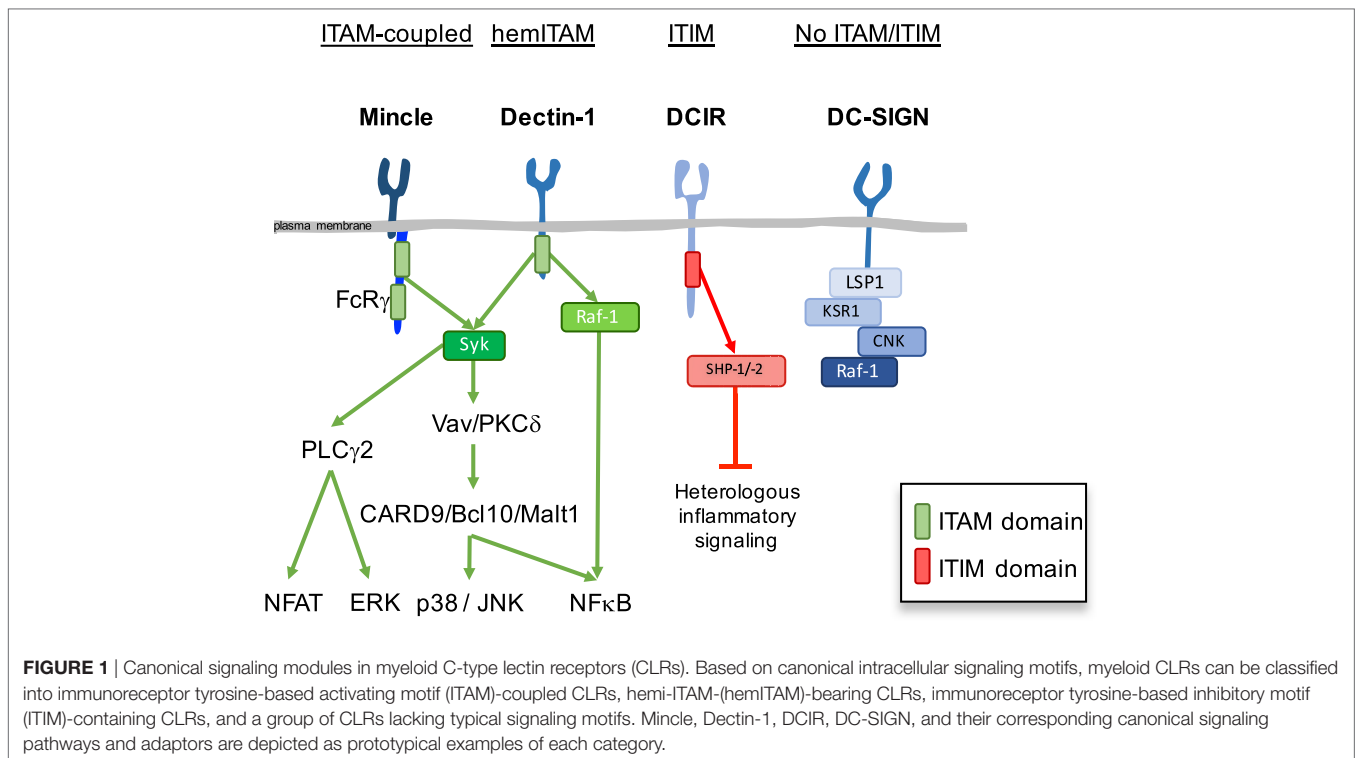 ITAM-coupled hemITAM ITIM No ITAM/ITIM
Mincle Dectin-1 DCIR DC-SIGN
plasma membrane
FcRγ
Syk
Raf-1
SHP-1/-2
LSP1
KSR1
CNK
Raf-1
Vav/PKCδ
PLCγ2
CARD9/Bcl10/Malt1
NFAT ERK p38 / JNK NFκB
Heterologous
inflammatory
signaling
ITAM domain
ITIM domain
FIGURE 1 | Canonical signaling modules in myeloid C-type lectin receptors (CLRs). Based on canonical intracellular signaling motifs, myeloid CLRs can be classified
into immunoreceptor tyrosine-based activating motif (ITAM)-coupled CLRs, hemi-ITAM-(hemITAM)-bearing CLRs, immunoreceptor tyrosine-based inhibitory motif
(ITIM)-containing CLRs, and a group of CLRs lacking typical signaling motifs. Mincle, Dectin-1, DCIR, DC-SIGN, and their corresponding canonical signaling
pathways and adaptors are depicted as prototypical examples of each category.